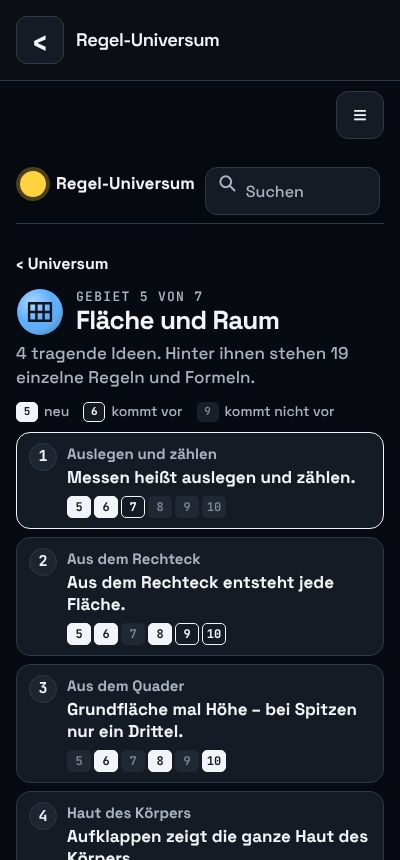 <
Regel-Universum
≡
Regel-Universum
Suchen
‹ Universum
GEBIET 5 VON 7
Fläche und Raum
4 tragende Ideen. Hinter ihnen stehen 19
einzelne Regeln und Formeln.
5 neu 6 kommt vor 9 kommt nicht vor
1 Auslegen und zählen
Messen heißt auslegen und zählen.
5 6 7 8 9 10
2 Aus dem Rechteck
Aus dem Rechteck entsteht jede
Fläche.
5 6 7 8 9 10
3 Aus dem Quader
Grundfläche mal Höhe – bei Spitzen
nur ein Drittel.
5 6 7 8 9 10
4 Haut des Körpers
Aufklappen zeigt die ganze Haut des
Körpers